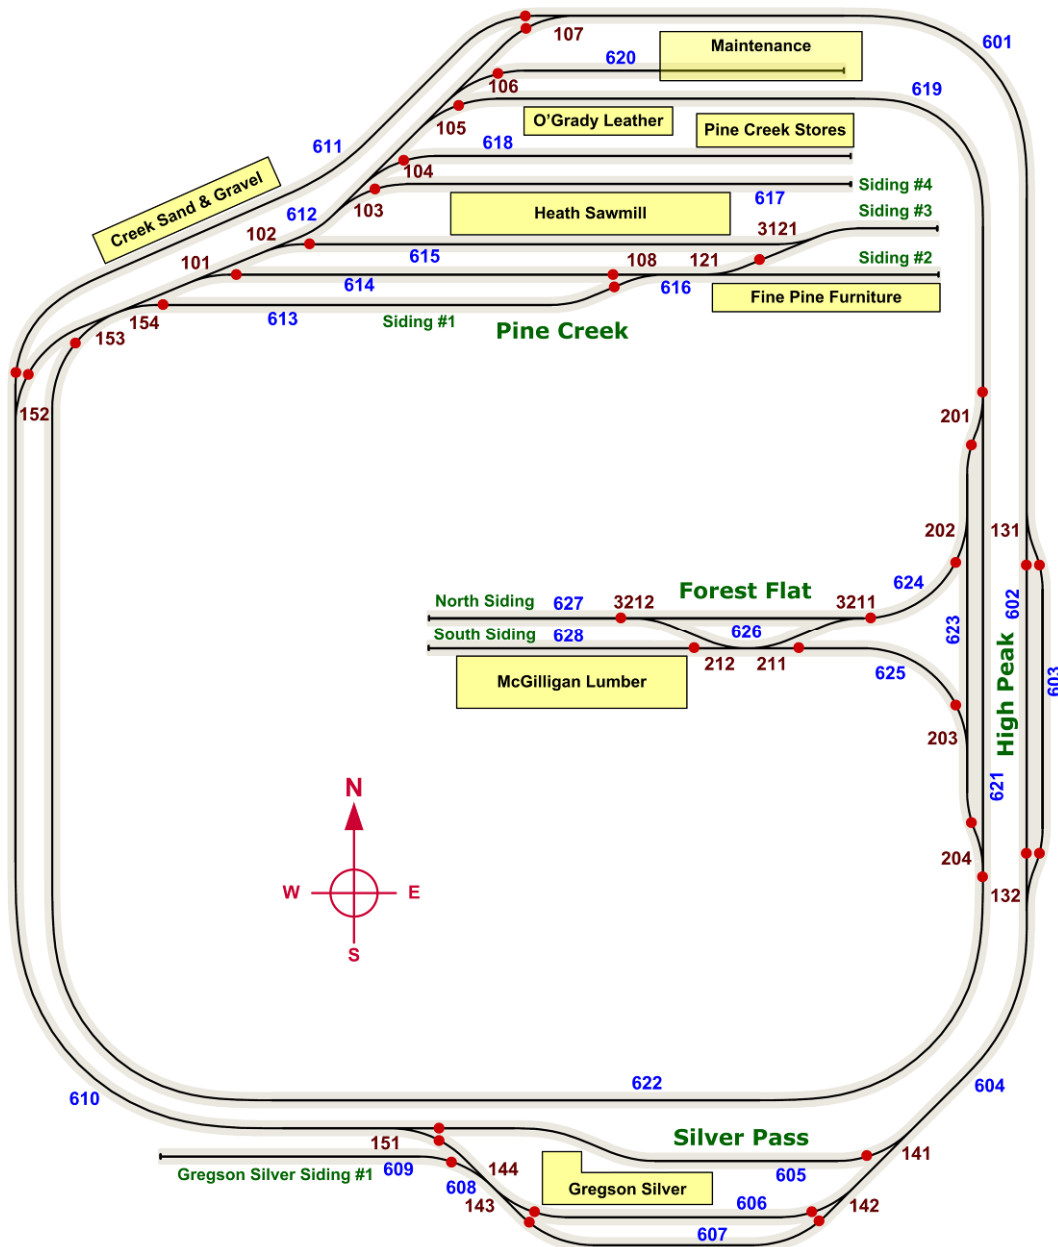 107
601
Maintenance
620
106
619
105
O'Grady Leather
Pine Creek Stores
611
618
104
Siding #4
617
103
Creek Sand & Gravel
612
Heath Sawmill
Siding #3
102
3121
615
101
108
121
Siding #2
614
616
Fine Pine Furniture
154
613
Siding #1
Pine Creek
153
152
201
202
131
624
Forest Flat
602
North Siding
627
3212
3211
626
623
South Siding
628
212
211
625
High Peak
603
McGilligan Lumber
203
621
N
204
W
E
132
S
622
604
610
151
Silver Pass
141
Gregson Silver Siding #1
609
144
605
608
Gregson Silver
143
606
142
607